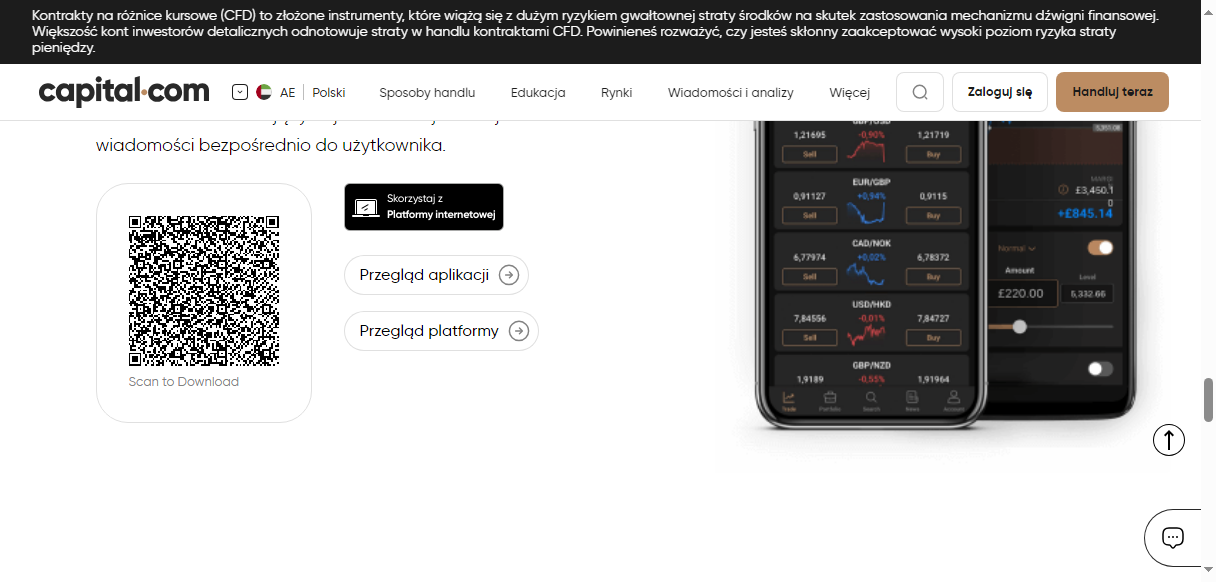 Kontrakty na różnice kursowe (CFD) to złożone instrumenty, które wiążą się z dużym ryzykiem gwałtownej straty środków na skutek zastosowania mechanizmu dźwigni finansowej.
Większość kont inwestorów detalicznych odnotowuje straty w handlu kontraktami CFD. Powinieneś rozważyć, czy jesteś skłonny zaakceptować wysoki poziom ryzyka straty
pieniędzy.
capital.com AE Polski Sposoby handlu Edukacja Rynki Wiadomości i analizy Więcej Zaloguj się Handluj teraz
wiadomości bezpośrednio do użytkownika.
Scan to Download
Skorzystaj z
Platformy internetowej
Przegląd aplikacji
Przegląd platformy
GBP/USD
1,21695 -0,90% 1,21719
Sell Buy
EUR/GBP
0,91127 +0,94% 0,9115
Sell Buy
CAD/NOK
6,77974 +0,02% 6,78372
Sell Buy
USD/HKD
7,84556 -0,01% 7,84727
Sell Buy
GBP/NZD
1,9189 -0,55% 1,91964
Trade Portfolio Search News Account
5,351.08
MARGIN
£3,450.1
0
+£845.14
Normal
Amount Level
£220.00 5,332.66